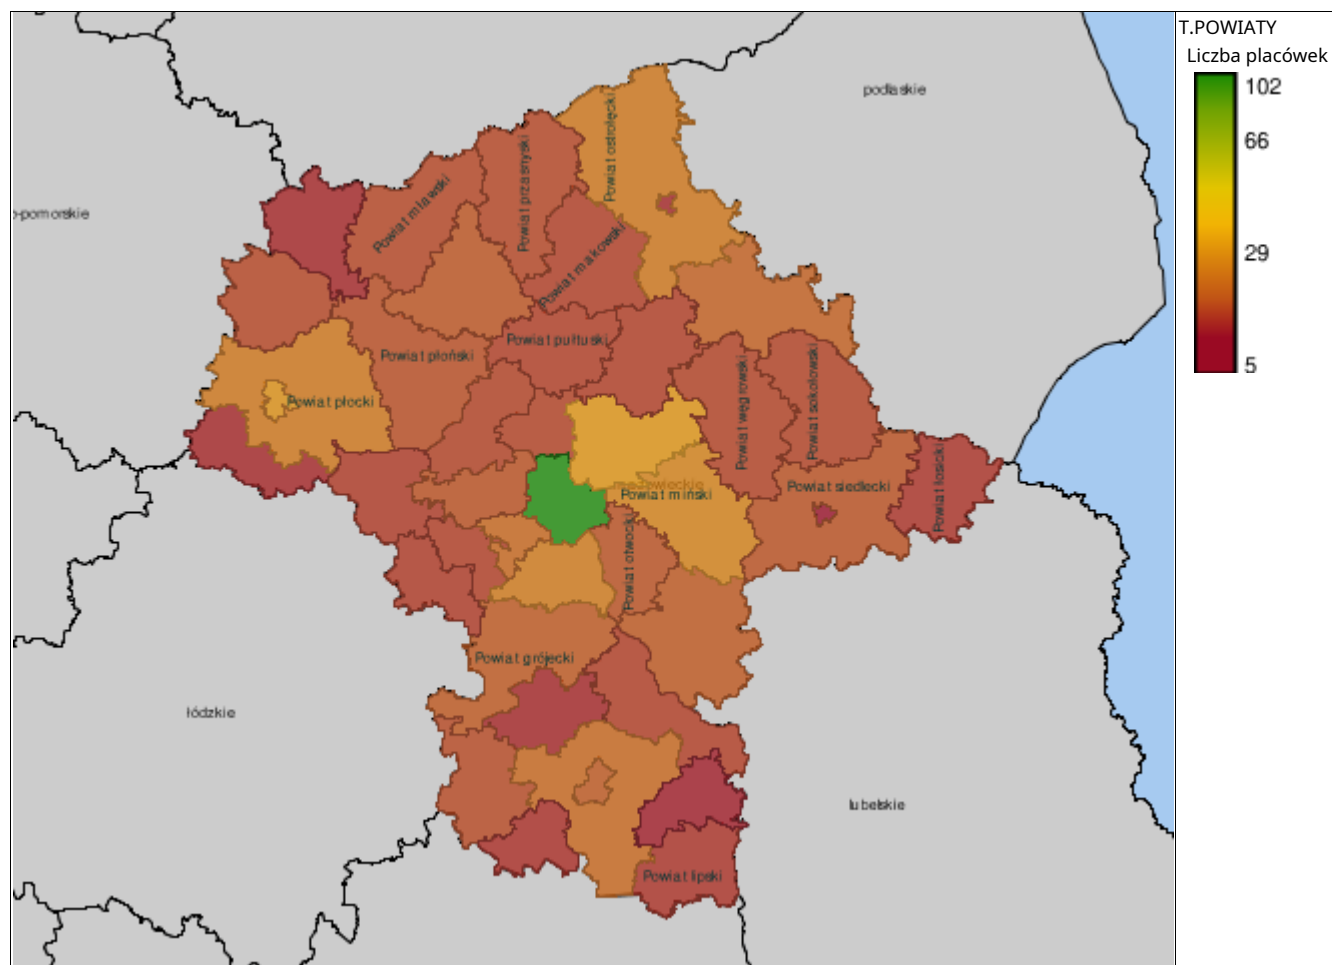 T.POWIATY
Liczba placówek
102
66
29
5
podlaskie
Powiat ostrołęcki
Powiat przasnyski
Powiat mławski
o-pomorskie
Powiat makowski
Powiat pułtuski
Powiat płoński
Powiat płocki
Powiat węgrowski
Powiat sokołowski
mazowieckie
Powiat miński
Powiat siedlecki
Powiat łosicki
Powiat otwocki
Powiat grójecki
łódzkie
lubelskie
Powiat lipski